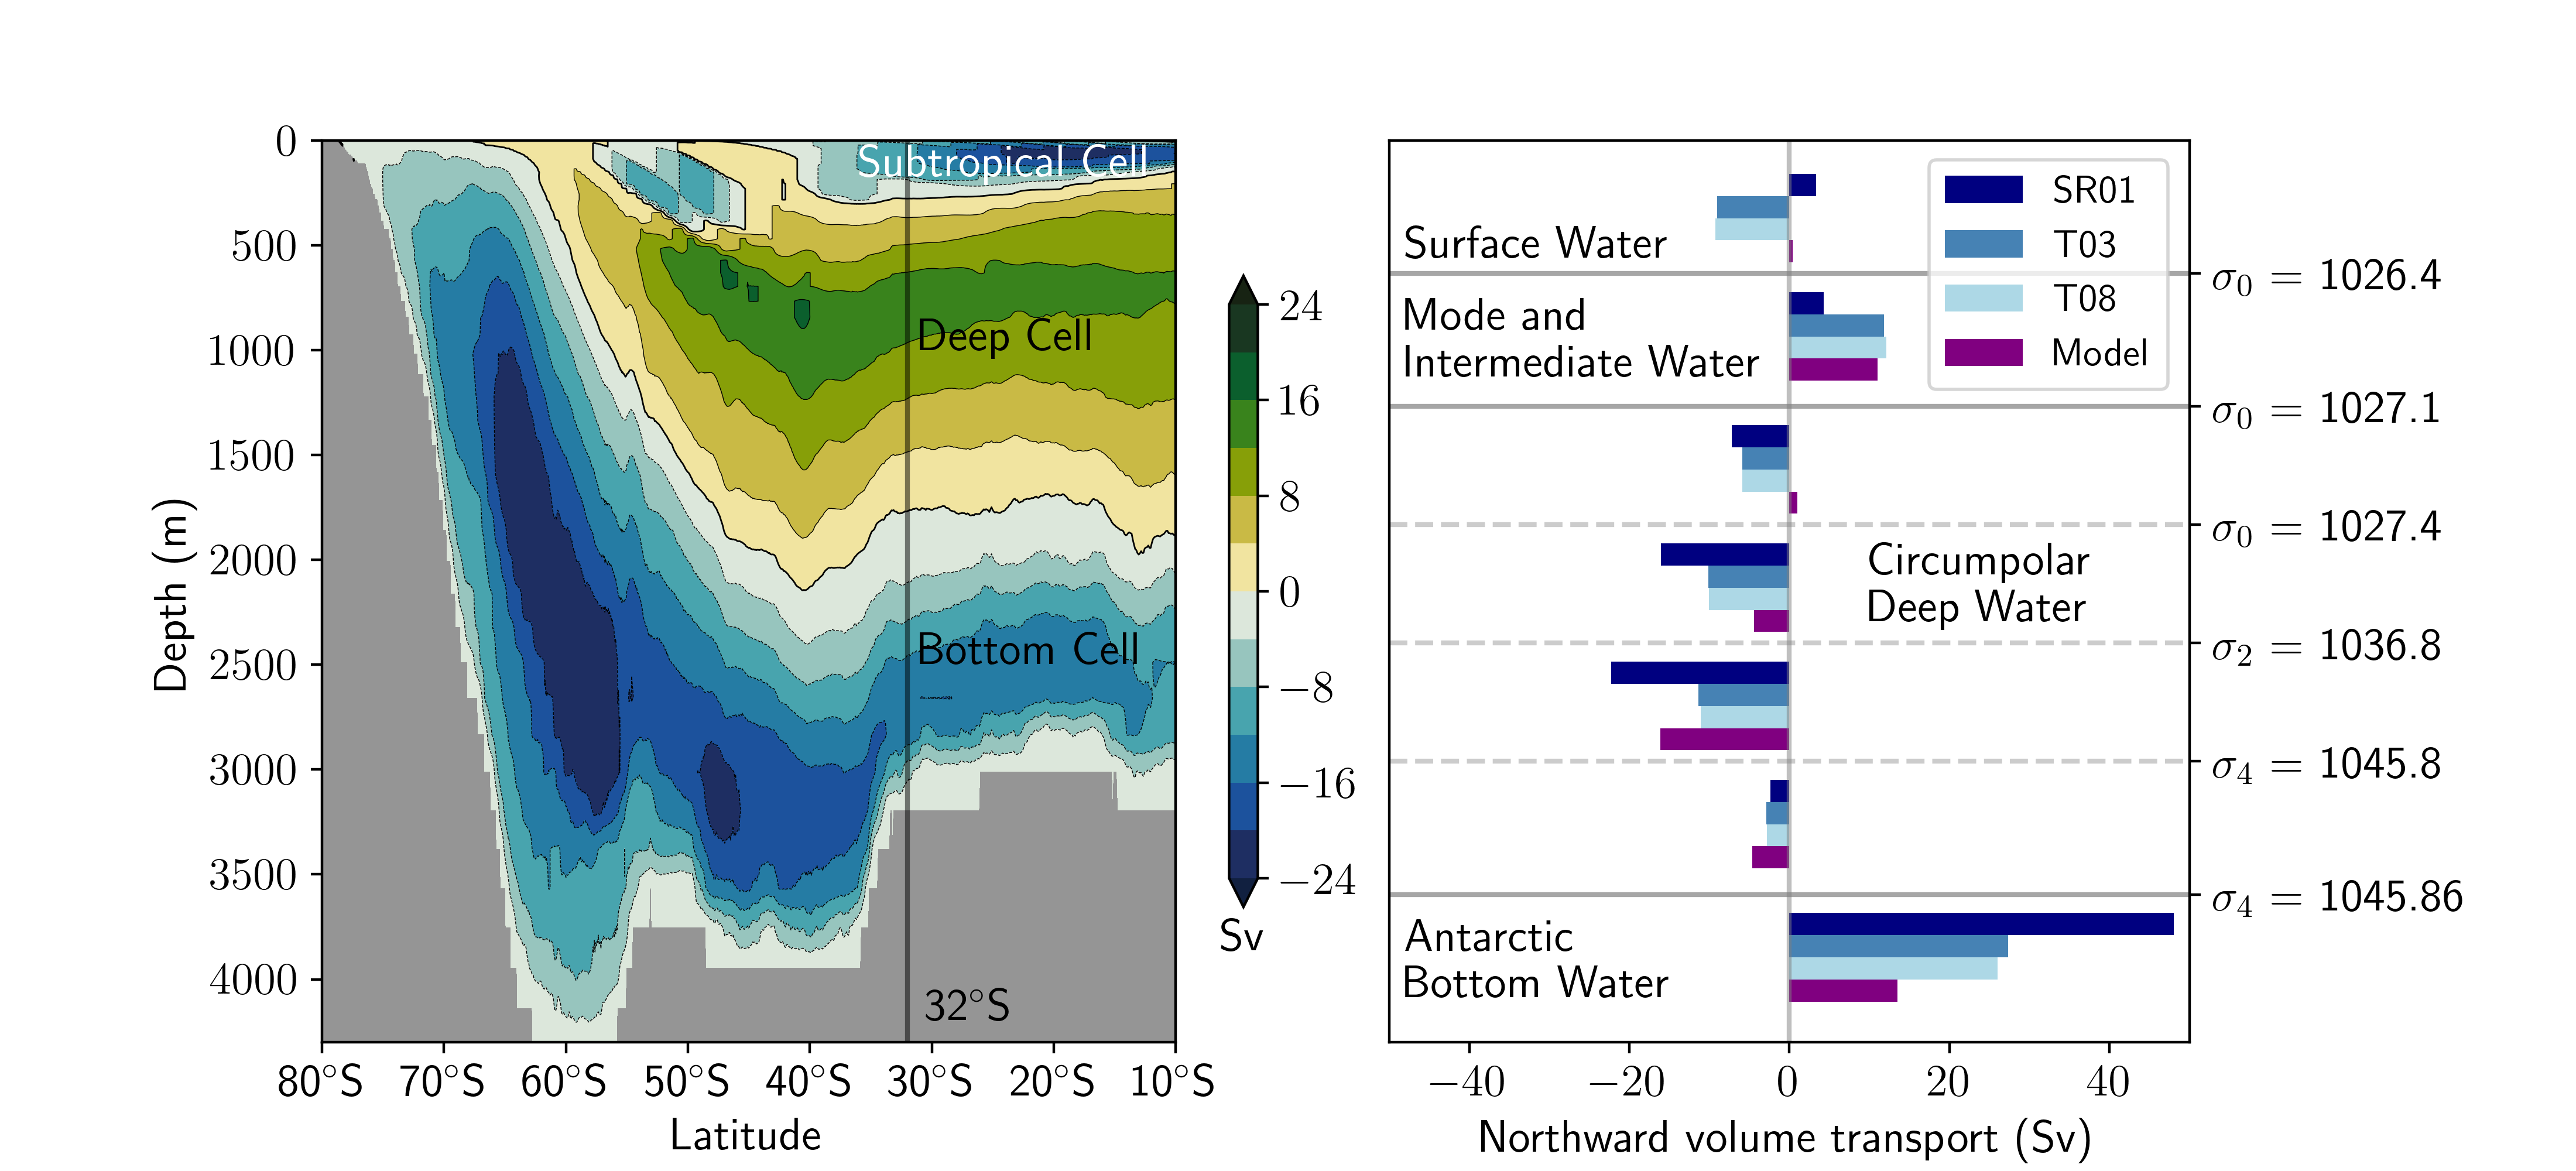 0
500
1000
1500
2000
2500
3000
3500
4000
Depth (m)
80°S 70°S 60°S 50°S 40°S 30°S 20°S 10°S
Latitude
Subtropical Cell
Deep Cell
Bottom Cell
32°S
24
16
8
0
−8
−16
−24
Sv
SR01
T03
T08
Model
Surface Water
Mode and
Intermediate Water
Circumpolar
Deep Water
Antarctic
Bottom Water
σ₀ = 1026.4
σ₀ = 1027.1
σ₀ = 1027.4
σ₂ = 1036.8
σ₄ = 1045.8
σ₄ = 1045.86
−40 −20 0 20 40
Northward volume transport (Sv)